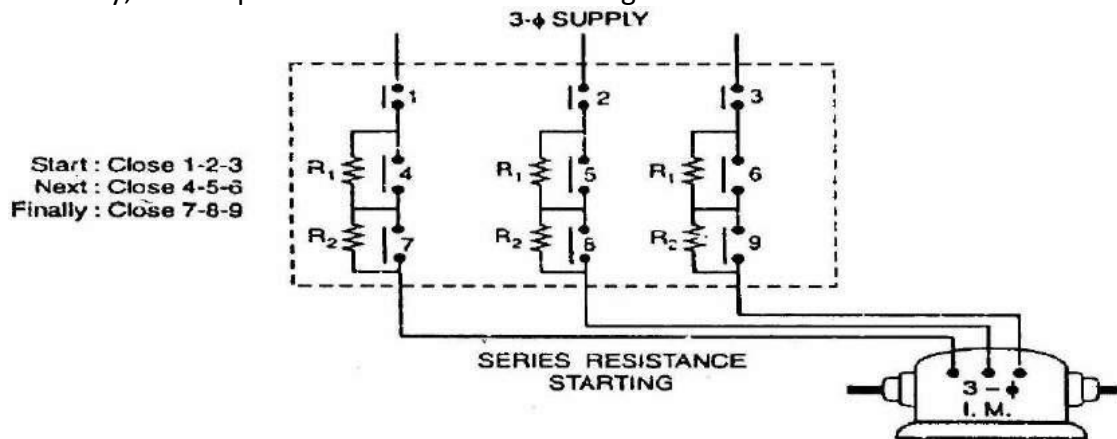 3-ϕ SUPPLY
1
2
3
Start : Close 1-2-3
Next : Close 4-5-6
Finally : Close 7-8-9
R1
4
R1
5
R1
6
R2
7
R2
8
R2
9
SERIES RESISTANCE
STARTING
3 – ϕ
I. M.